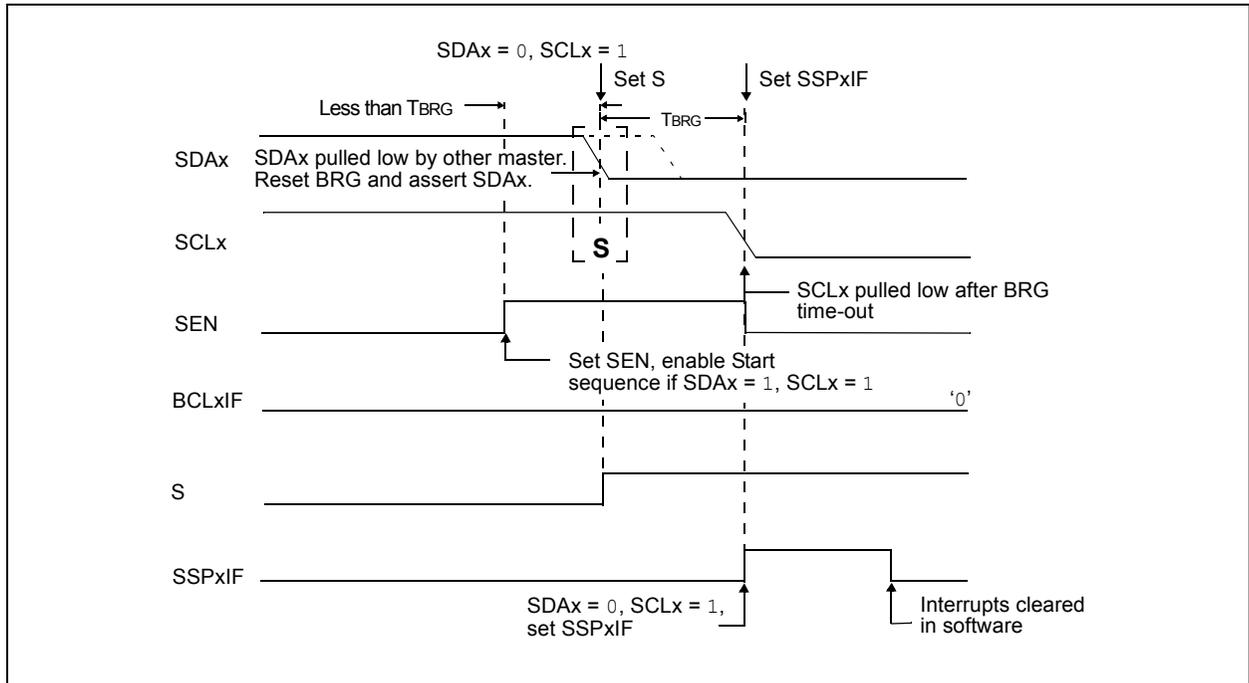 SDAx = 0, SCLx = 1
Set S
Set SSPxIF
Less than TBRG
TBRG
SDAx
SDAx pulled low by other master.
Reset BRG and assert SDAx.
SCLx
S
SCLx pulled low after BRG
time-out
SEN
Set SEN, enable Start
sequence if SDAx = 1, SCLx = 1
BCLxIF
‘0’
S
SSPxIF
SDAx = 0, SCLx = 1,
set SSPxIF
Interrupts cleared
in software